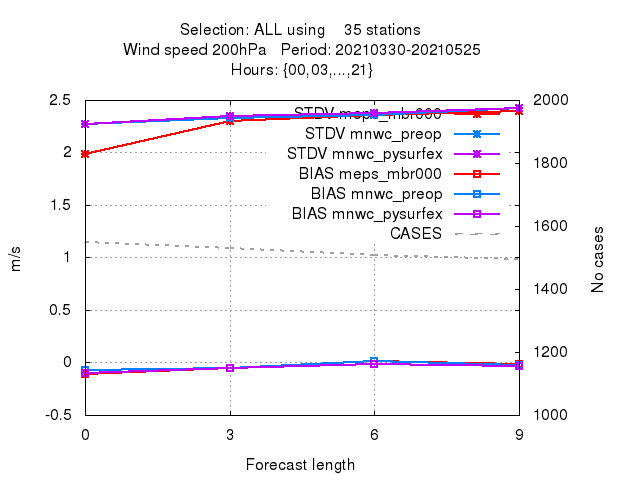 Selection: ALL using    35 stations
Wind speed 200hPa   Period: 20210330-20210525
Hours: {00,03,...,21}
STDV meps_mbr000
STDV mnwc_preop
STDV mnwc_pysurfex
BIAS meps_mbr000
BIAS mnwc_preop
BIAS mnwc_pysurfex
CASES
2.5
2
1.5
1
0.5
0
-0.5
m/s
2000
1800
1600
1400
1200
1000
No cases
0 3 6 9
Forecast length